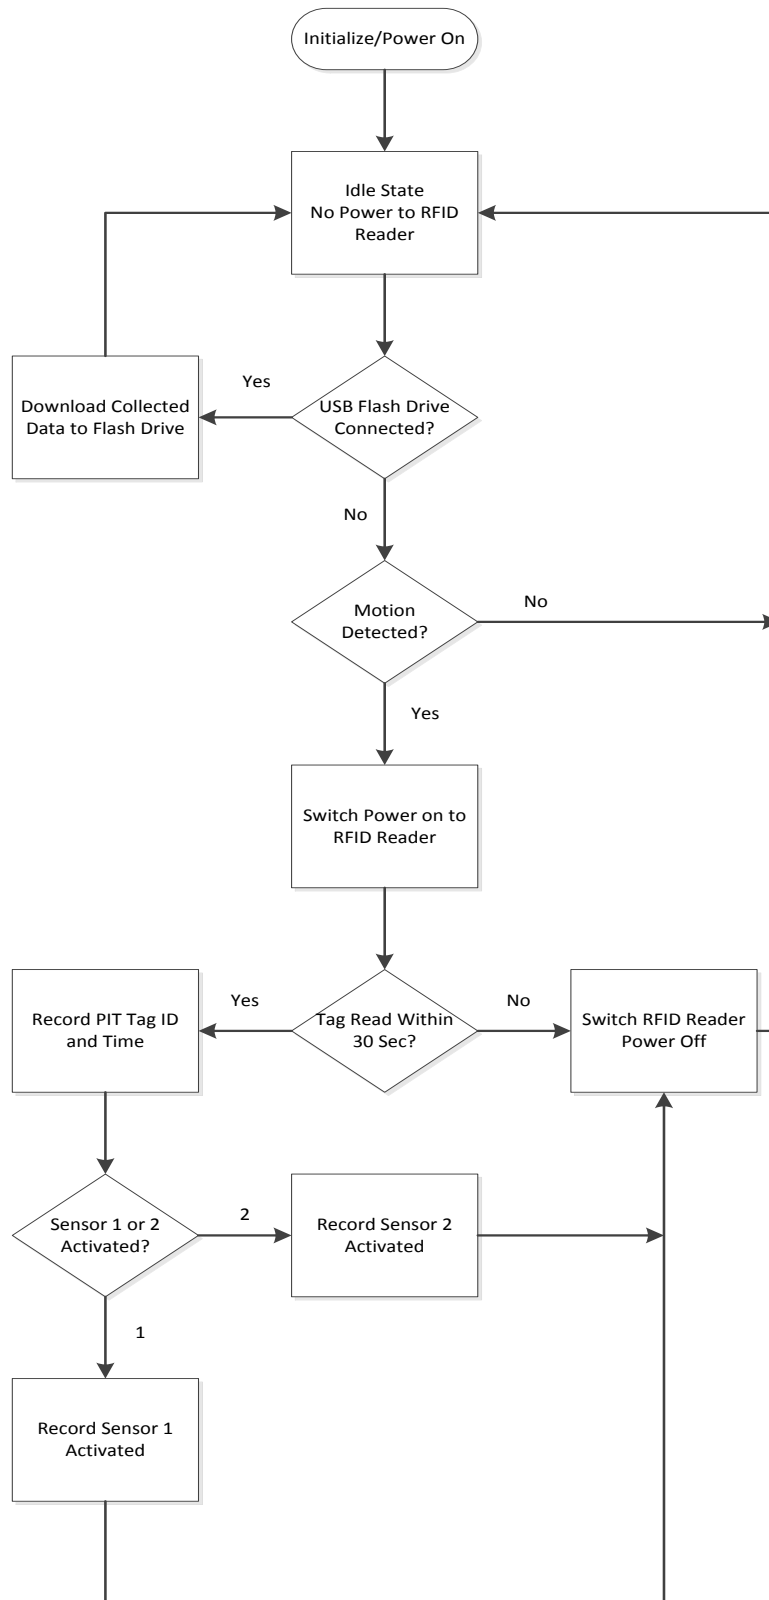 Initialize/Power On
Idle State
No Power to RFID
Reader
Yes
Download Collected
Data to Flash Drive
USB Flash Drive
Connected?
No
Motion
Detected?
No
Yes
Switch Power on to
RFID Reader
Yes
Record PIT Tag ID
and Time
Tag Read Within
30 Sec?
No
Switch RFID Reader
Power Off
Sensor 1 or 2
Activated?
2
Record Sensor 2
Activated
1
Record Sensor 1
Activated